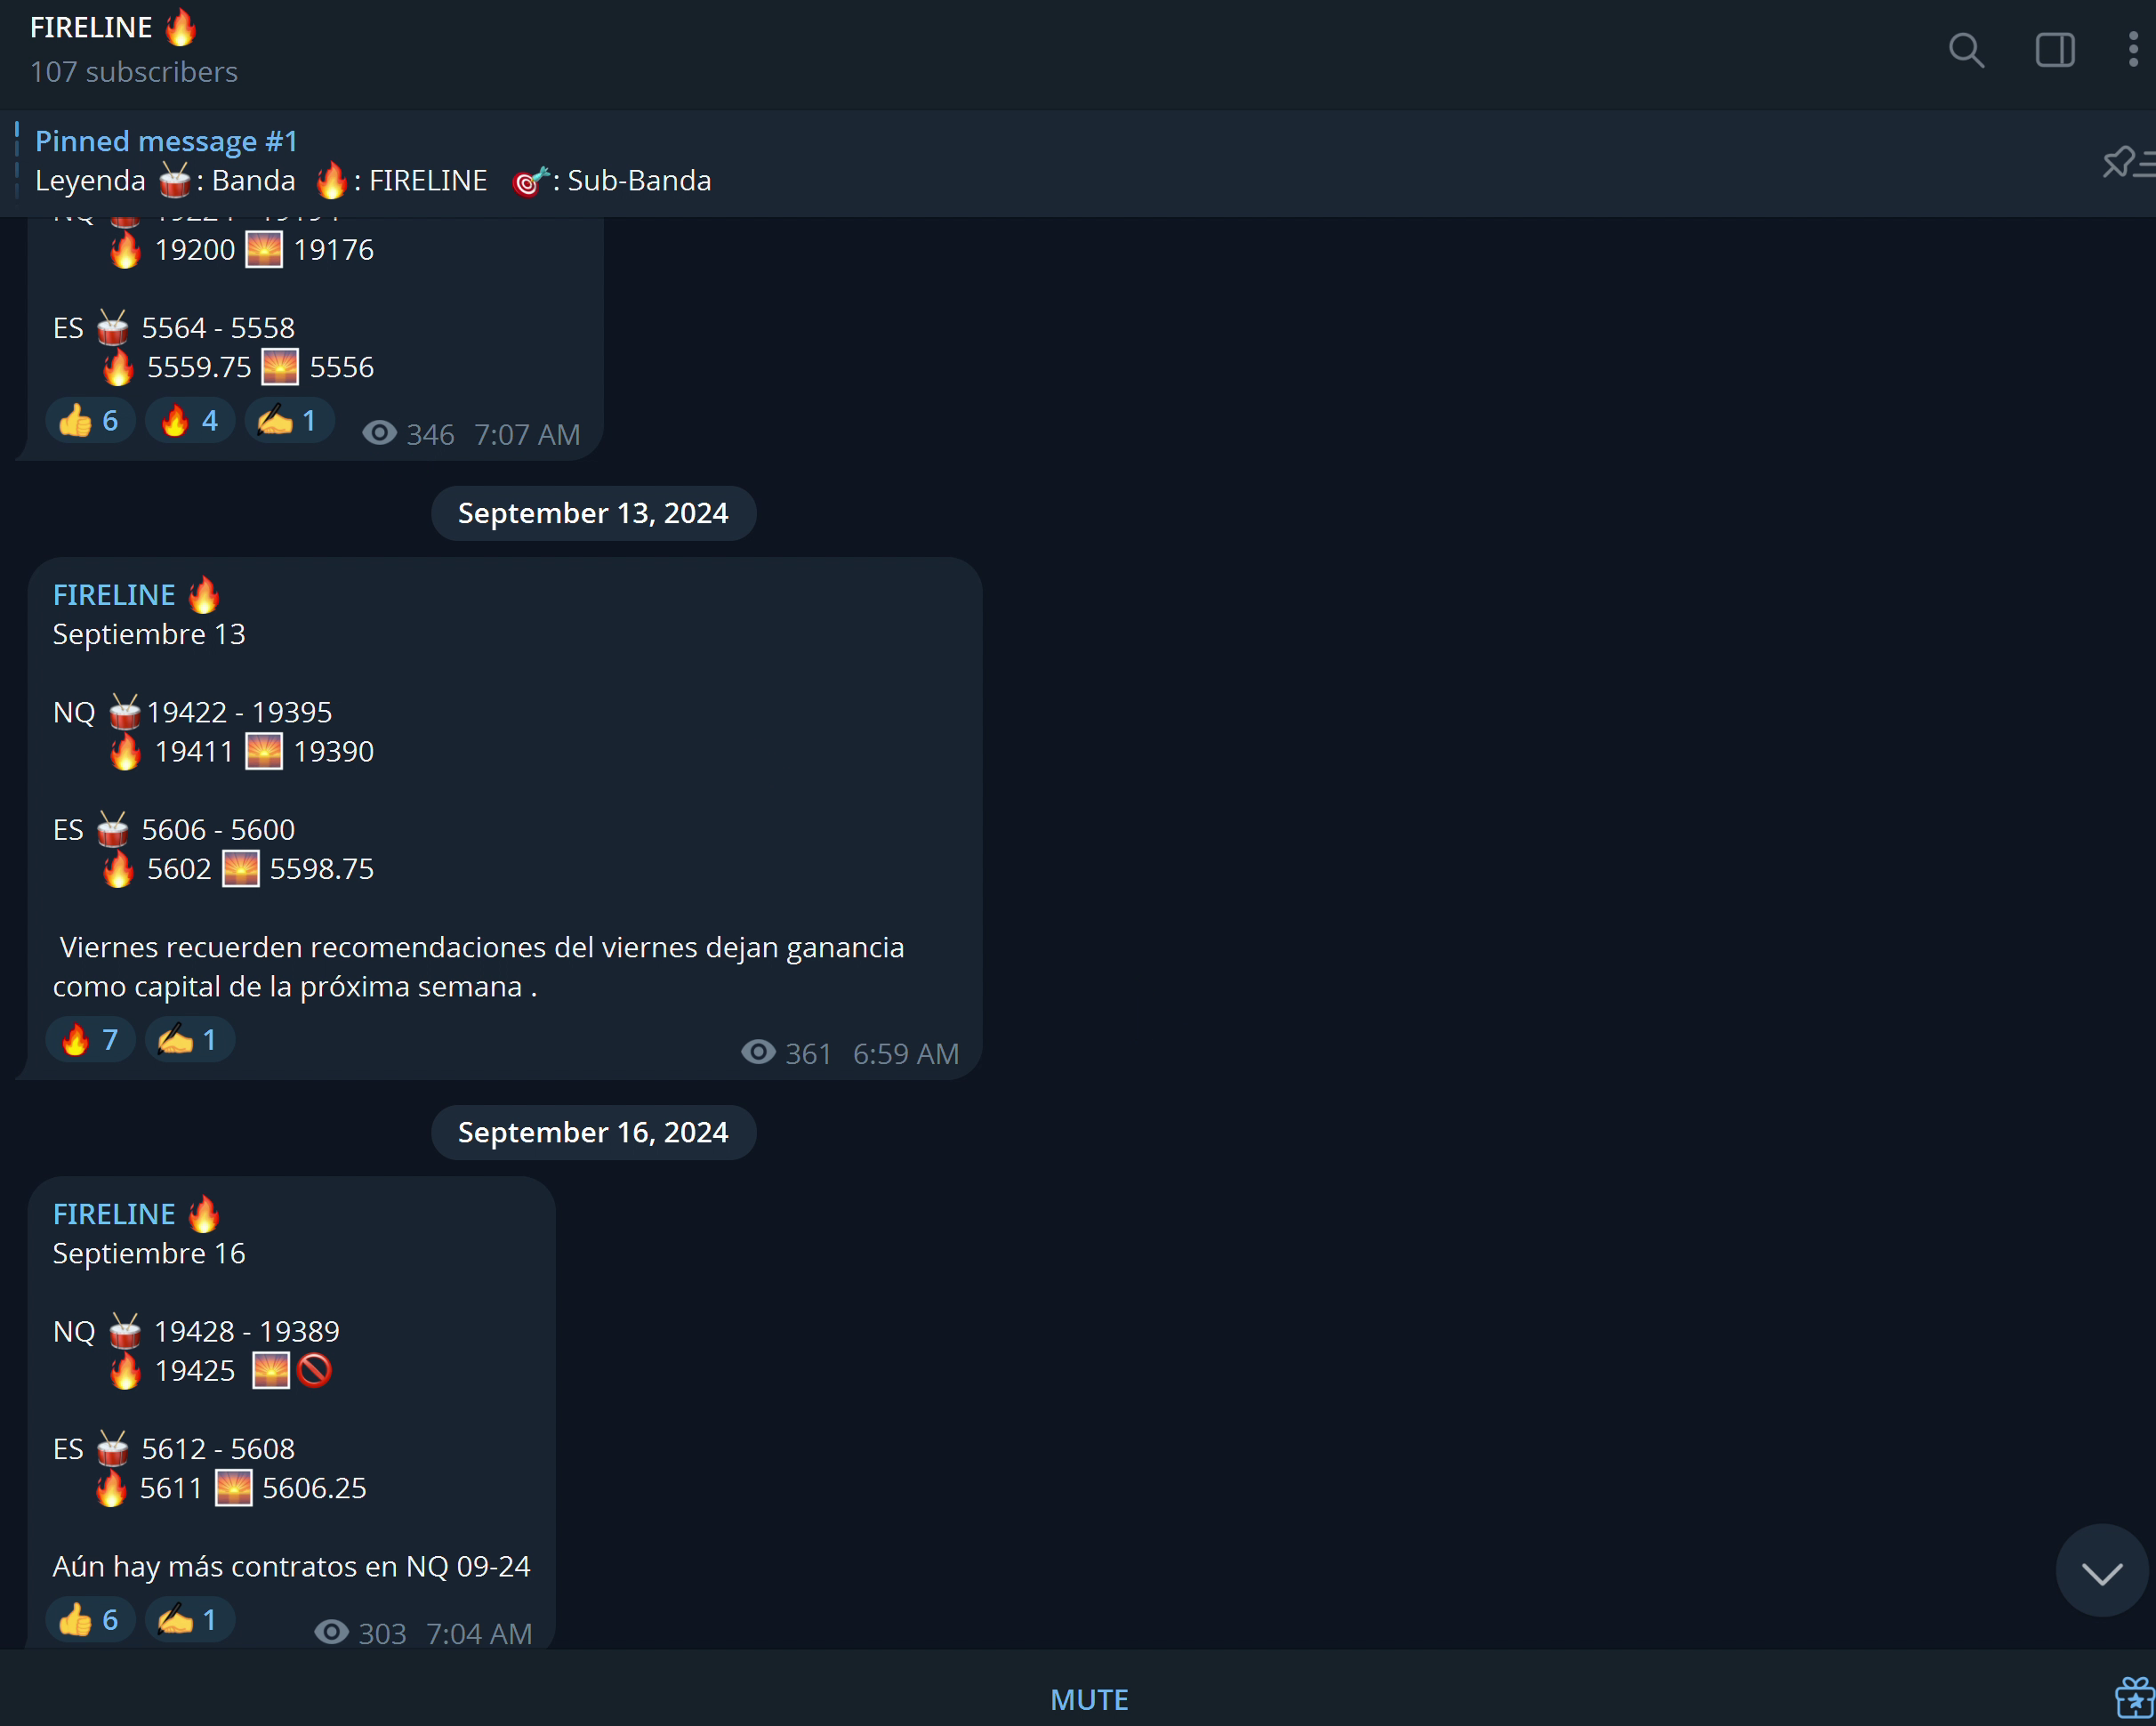 FIRELINE 🔥
107 subscribers
Pinned message #1
Leyenda 🥁: Banda 🔥: FIRELINE 🎯: Sub-Banda
NQ 🥁
🔥 19200 🌅 19176
ES 🥁 5564 - 5558
🔥 5559.75 🌅 5556
👍 6 🔥 4 ✍️ 1 346 7:07 AM
September 13, 2024
FIRELINE 🔥
Septiembre 13
NQ 🥁19422 - 19395
🔥 19411 🌅 19390
ES 🥁 5606 - 5600
🔥 5602 🌅 5598.75
Viernes recuerden recomendaciones del viernes dejan ganancia
como capital de la próxima semana .
🔥 7 ✍️ 1 361 6:59 AM
September 16, 2024
FIRELINE 🔥
Septiembre 16
NQ 🥁 19428 - 19389
🔥 19425 🌅🚫
ES 🥁 5612 - 5608
🔥 5611 🌅 5606.25
Aún hay más contratos en NQ 09-24
👍 6 ✍️ 1 303 7:04 AM
MUTE